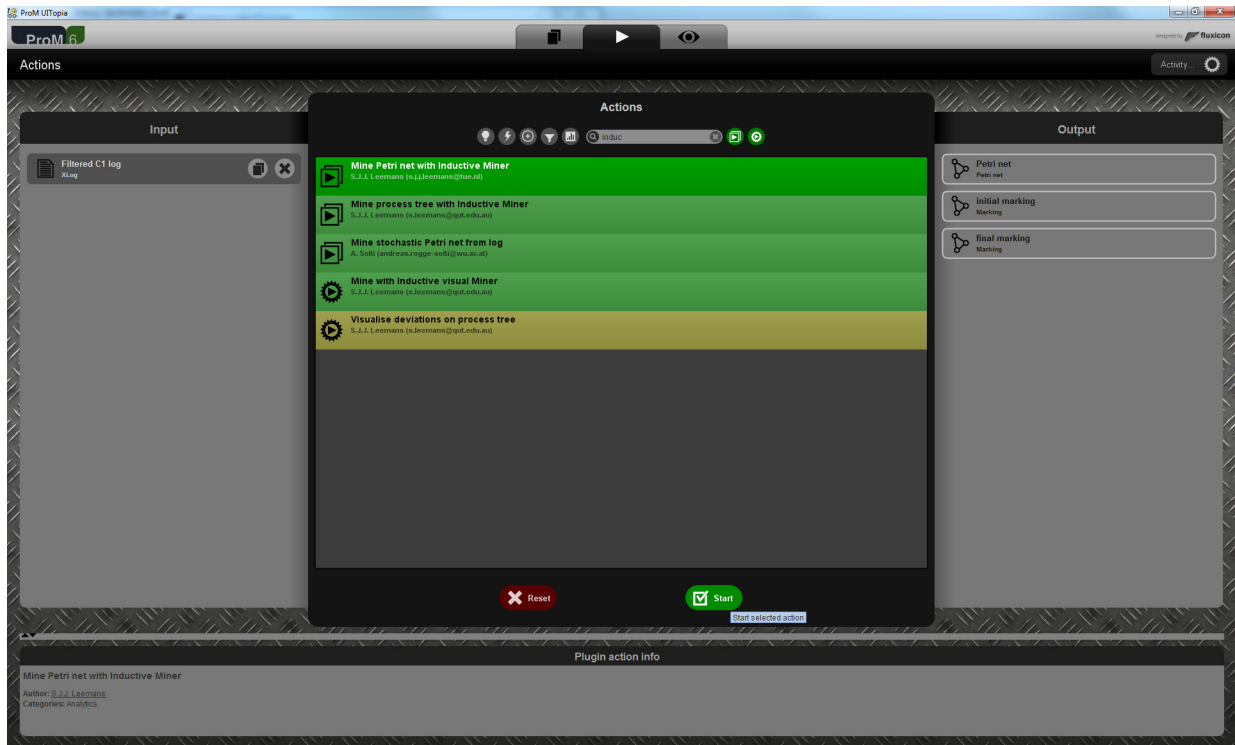 ProM UITopia
ProM 6
designed by fluxicon
Actions
Activity...
Actions
Input
induc
Output
Filtered C1 log
XLog
Mine Petri net with Inductive Miner
S.J.J. Leemans (s.j.j.leemans@tue.nl)
Mine process tree with Inductive Miner
S.J.J. Leemans (s.leemans@qut.edu.au)
Mine stochastic Petri net from log
A. Solti (andreas.rogge-solti@wu.ac.at)
Mine with Inductive visual Miner
S.J.J. Leemans (s.leemans@qut.edu.au)
Visualise deviations on process tree
S.J.J. Leemans (s.leemans@qut.edu.au)
Petri net
Petri net
initial marking
Marking
final marking
Marking
Reset
Start
Start selected action
Plugin action info
Mine Petri net with Inductive Miner
Author: S.J.J. Leemans
Categories: Analytics